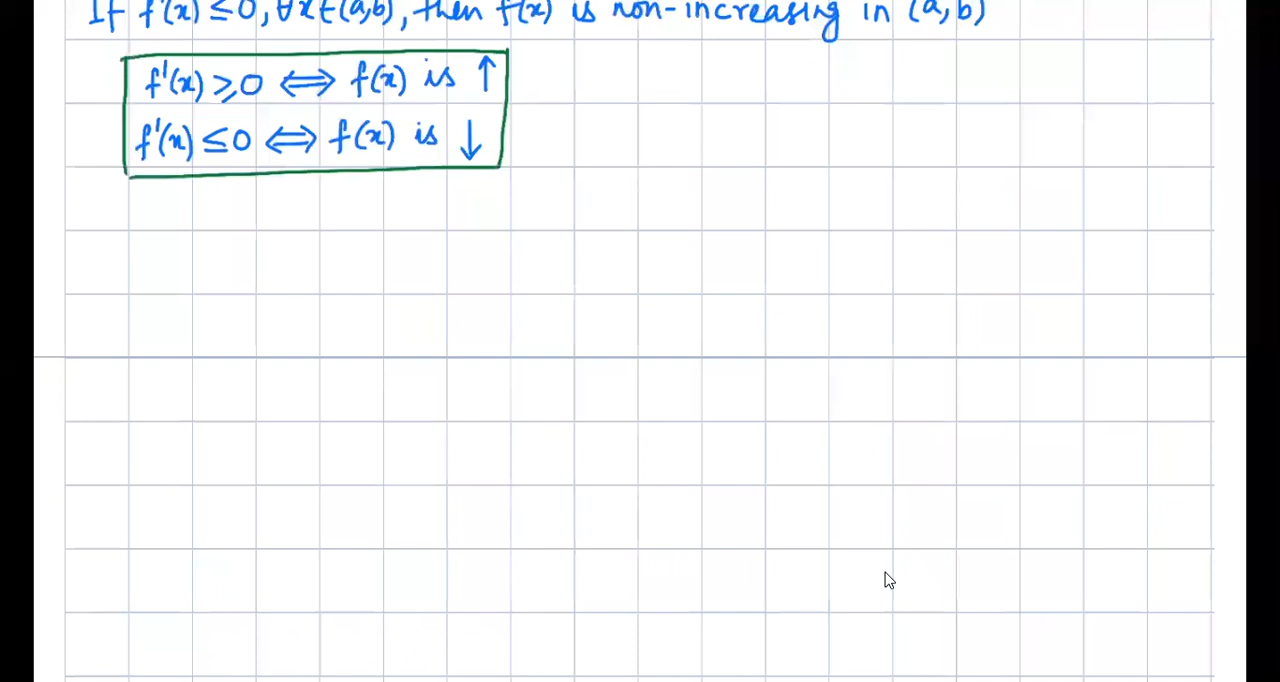 If f'(x) ≤ 0, ∀x∈(a,b), then f(x) is non-increasing in (a,b)
f'(x) ⩾ 0 ⟺ f(x) is ↑
f'(x) ≤ 0 ⟺ f(x) is ↓